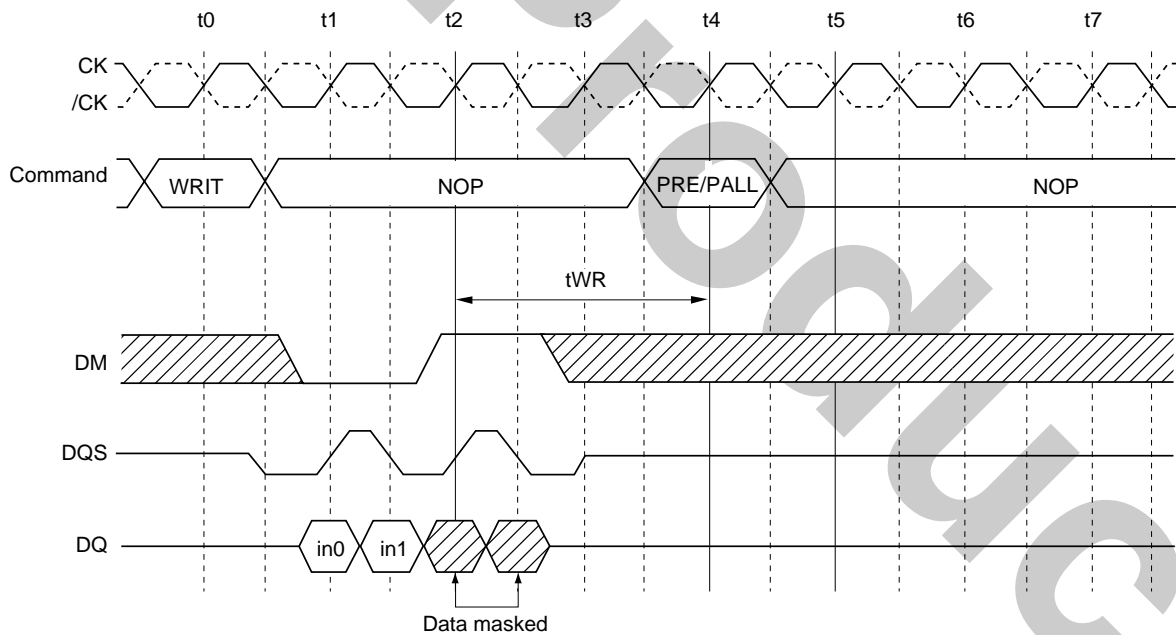 t0 t1 t2 t3 t4 t5 t6 t7
CK
/CK
Command WRIT NOP PRE/PALL NOP
tWR
DM
DQS
DQ in0 in1
Data masked